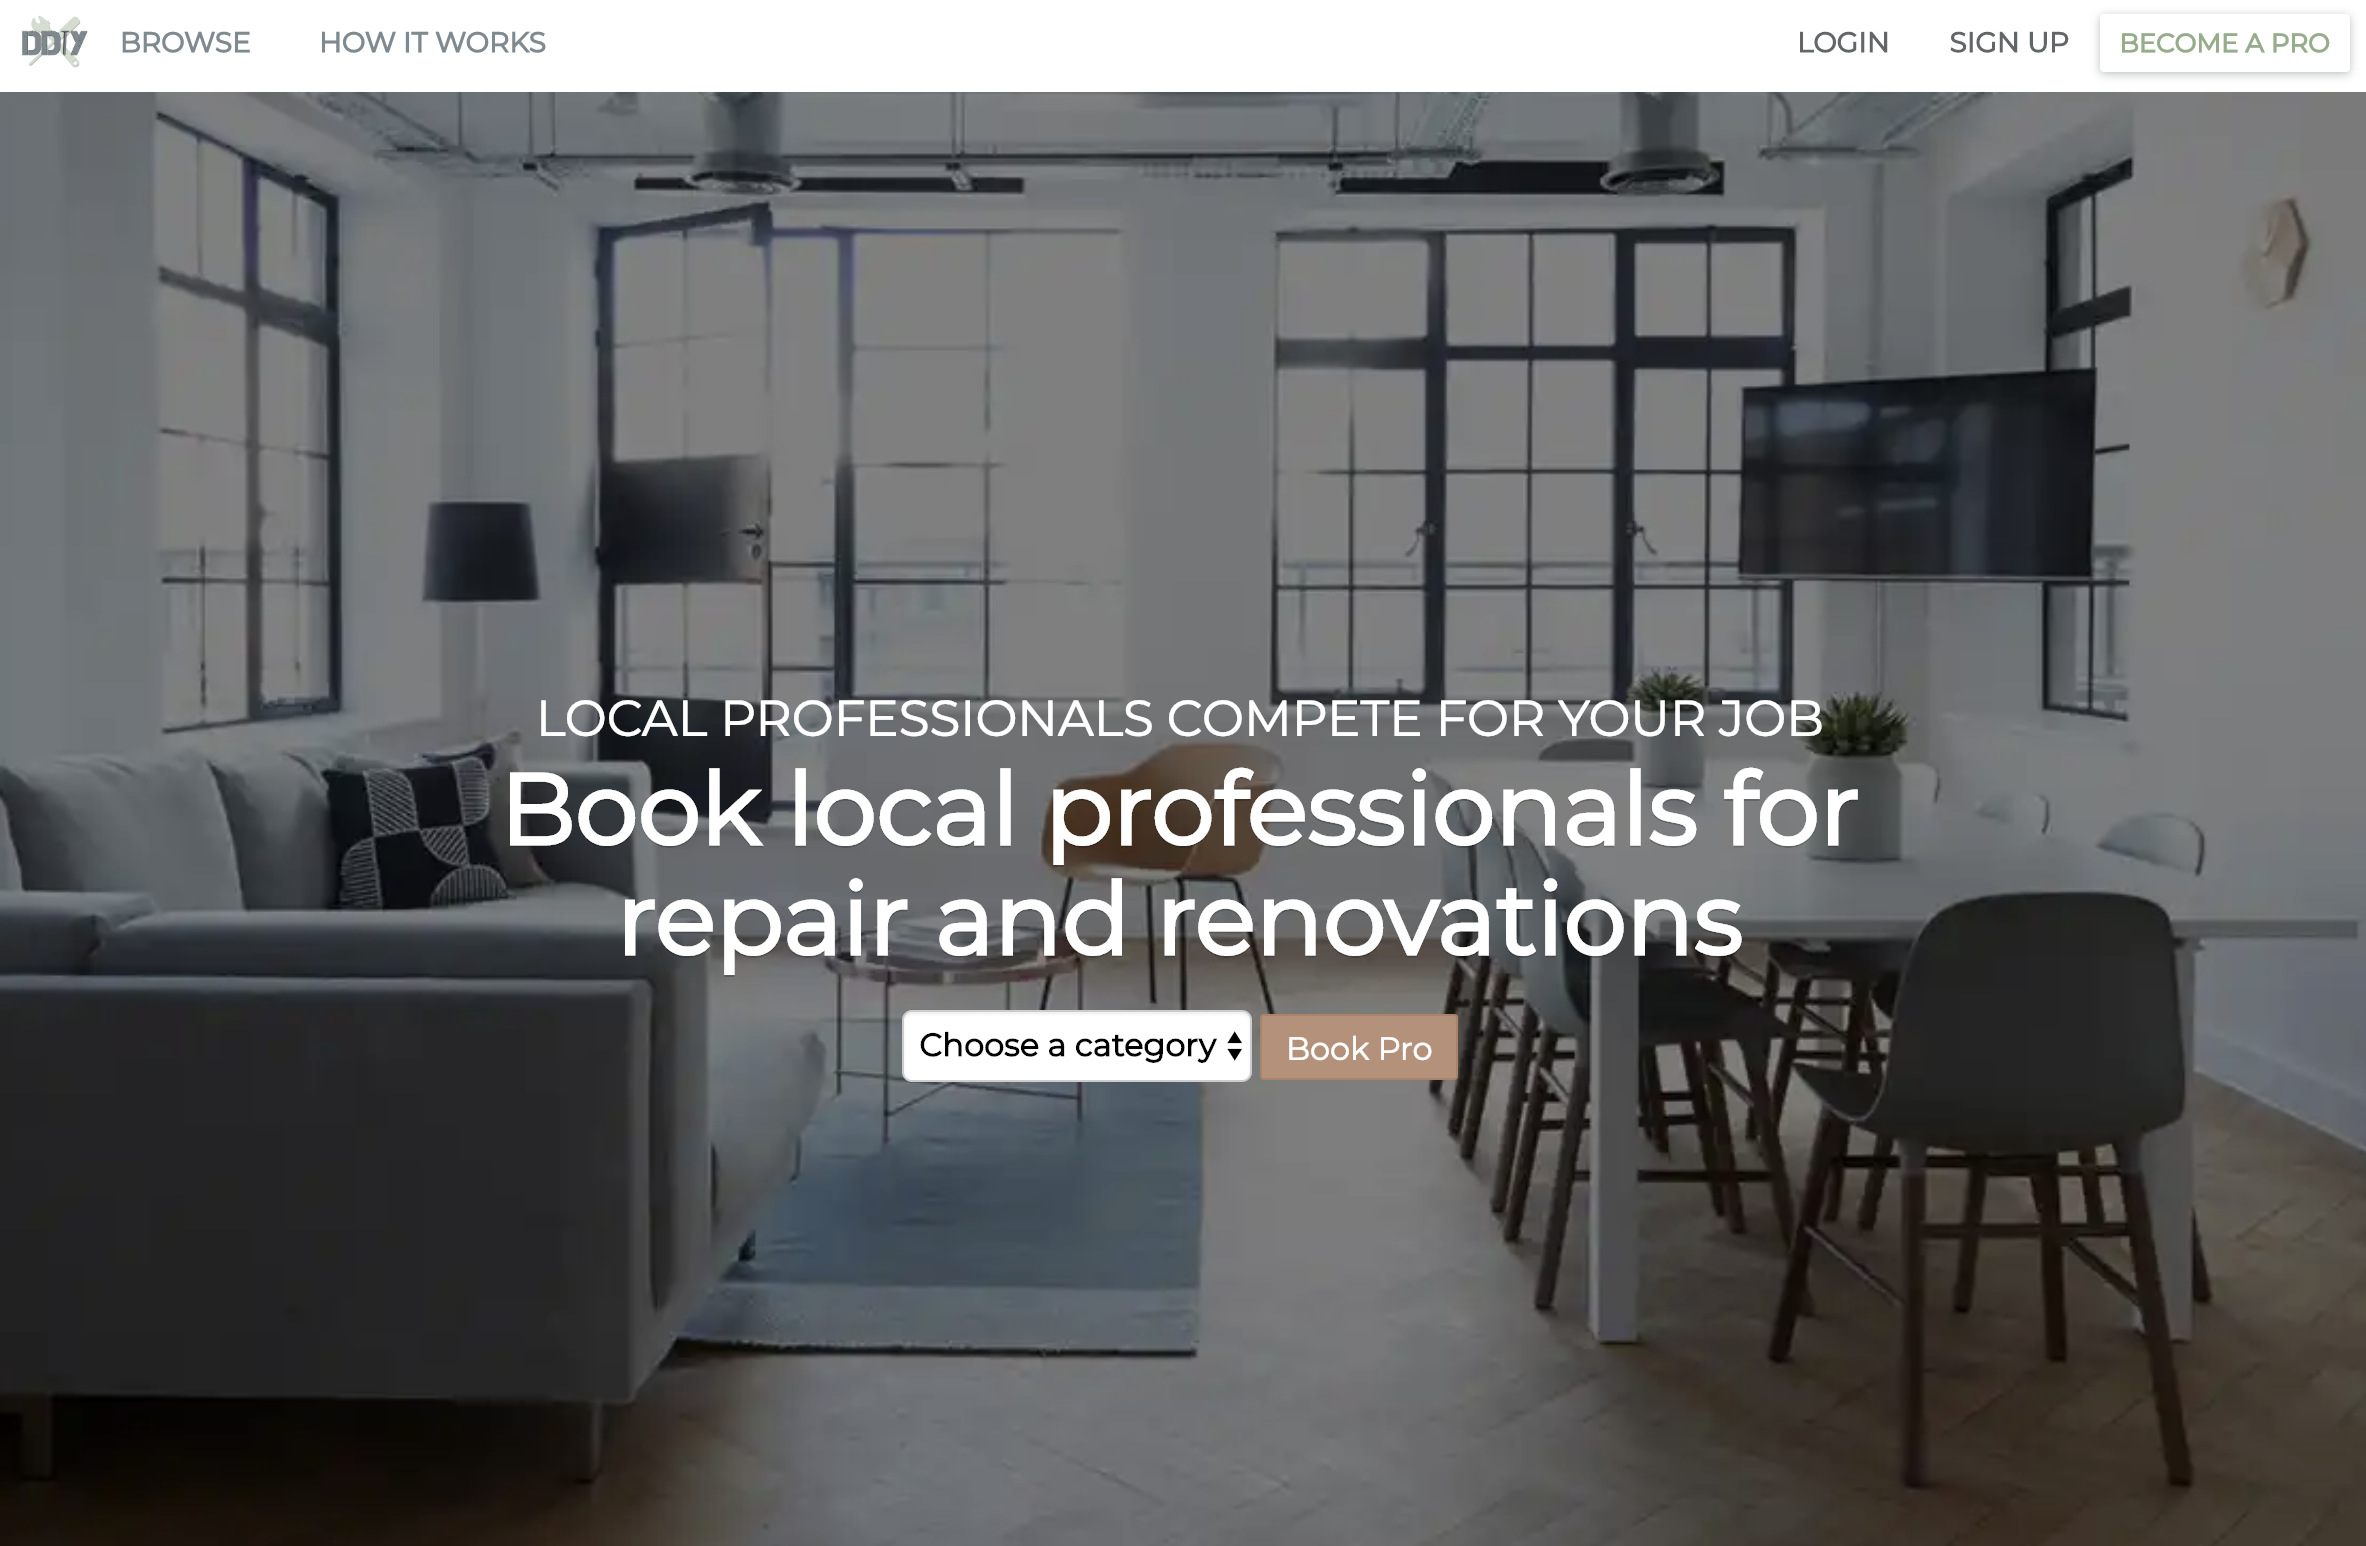 DDIY
BROWSE
HOW IT WORKS
LOGIN
SIGN UP
BECOME A PRO
LOCAL PROFESSIONALS COMPETE FOR YOUR JOB
Book local professionals for
repair and renovations
Choose a category
Book Pro